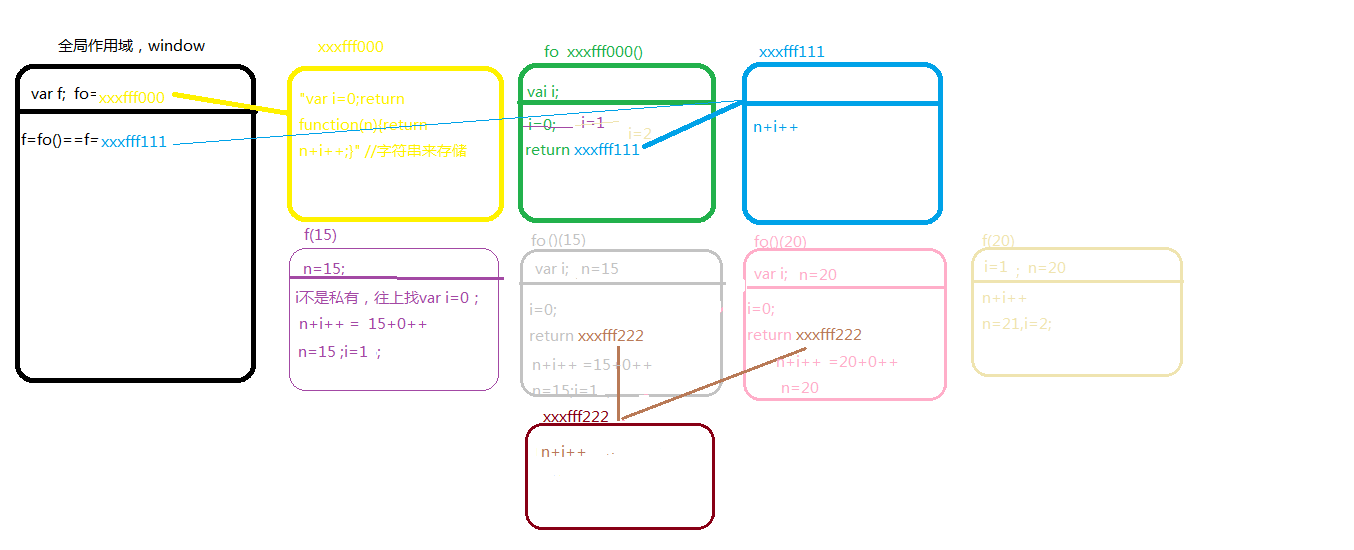 全局作用域，window
var f;  fo=xxxfff000
f=fo()==f=xxxfff111
xxxfff000
"var i=0;return
function(n){return
n+i++;}" //字符串来存储
fo  xxxfff000()
vai i;
i=0;  i=1  i=2
return xxxfff111
xxxfff111
n+i++
f(15)
n=15;
i不是私有，往上找var i=0；
n+i++ =  15+0++
n=15 ;i=1 ;
fo()(15)
var i;  n=15
i=0;
return xxxfff222
n+i++ =15+0++
n=15;i=1
fo()(20)
var i;  n=20
i=0;
return xxxfff222
n+i++ =20+0++
n=20
f(20)
i=1 ; n=20
n+i++
n=21,i=2;
xxxfff222
n+i++